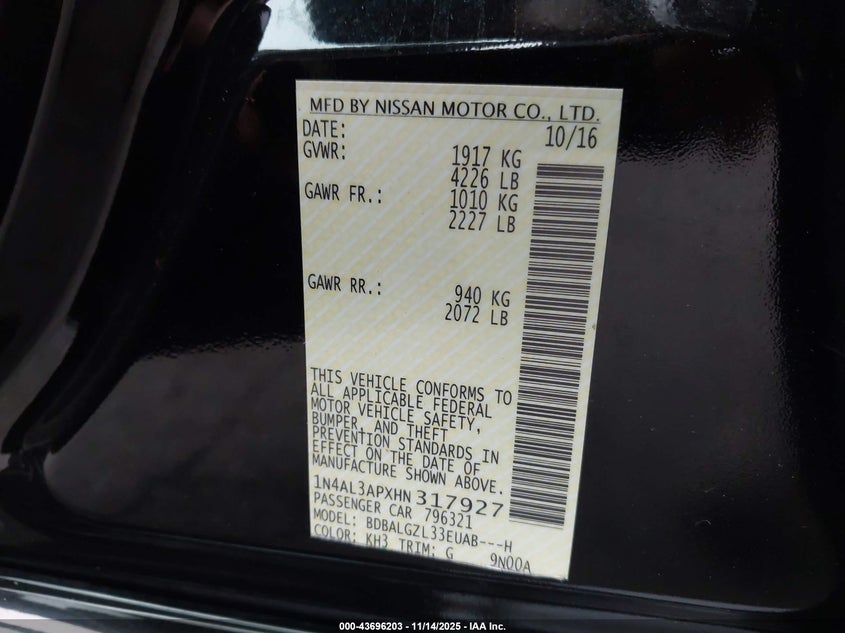 MFD BY NISSAN MOTOR CO., LTD.
DATE: 10/16
GVWR: 1917 KG
4226 LB
GAWR FR.: 1010 KG
2227 LB
GAWR RR.: 940 KG
2072 LB
THIS VEHICLE CONFORMS TO
ALL APPLICABLE FEDERAL
MOTOR VEHICLE SAFETY,
BUMPER, AND THEFT
PREVENTION STANDARDS IN
EFFECT ON THE DATE OF
MANUFACTURE SHOWN ABOVE.
1N4AL3APXHN317927
PASSENGER CAR 796321
MODEL: BDBALGZL33EUAB---H
COLOR: KH3 TRIM: G 9N00A
000-43696203 - 11/14/2025 - IAA Inc.